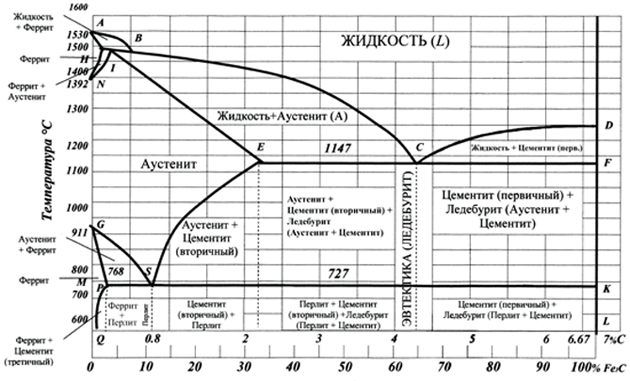 1600
Жидкость
+ Феррит
A
1530
B
1500
ЖИДКОСТЬ (L)
Феррит
H
I
1400
N
1392
Феррит +
Аустенит
1300
Жидкость+Аустенит (А)
D
1200
E
1147
C
Жидкость + Цементит (перв.)
F
Температура °C
Аустенит
1100
Аустенит +
Цементит (вторичный) +
Ледебурит
(Аустенит + Цементит)
Цементит (первичный) +
Ледебурит (Аустенит +
Цементит)
1000
G
911
Аустенит +
Цементит
(вторичный)
Аустенит
+ Феррит
800
768
S
727
Феррит
M
700
P
K
ЭВТЕКТИКА (ЛЕДЕБУРИТ)
Феррит
+
Перлит
Перлит
Цементит
(вторичный) +
Перлит
Перлит + Цементит
(вторичный) +Ледебурит
(Перлит + Цементит)
Цементит (первичный) +
Ледебурит (Перлит + Цементит)
600
L
Феррит +
Цементит
(третичный)
Q
0.8
2
3
4
5
6
6.67
7%C
0
10
20
30
40
50
60
70
80
90
100% Fe₃C